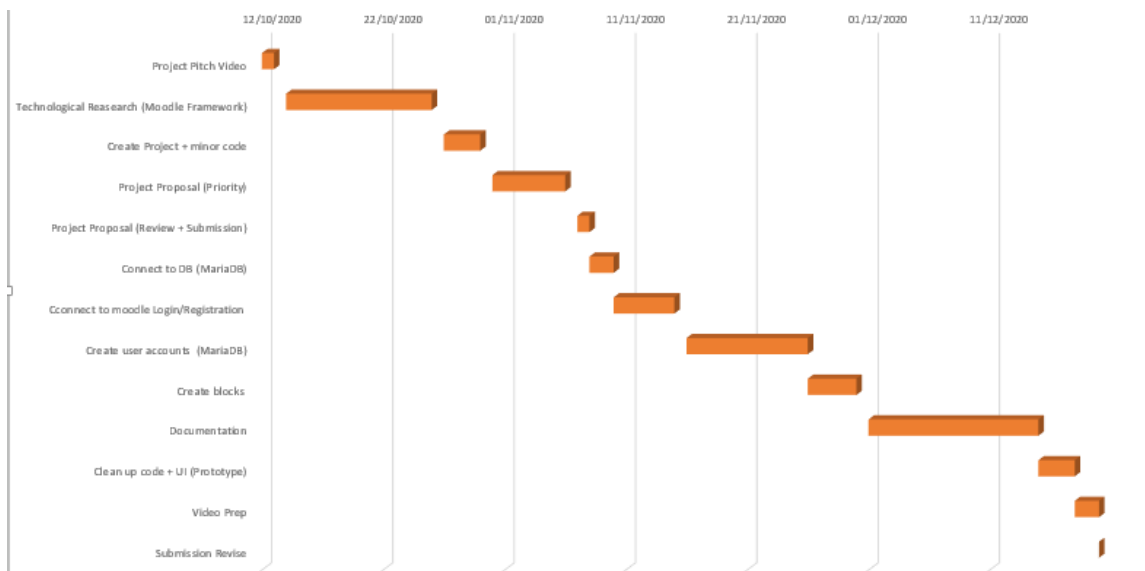 12/10/2020 22/10/2020 01/11/2020 11/11/2020 21/11/2020 01/12/2020 11/12/2020
Project Pitch Video
Technological Reasearch (Moodle Framework)
Create Project + minor code
Project Proposal (Priority)
Project Proposal (Review + Submission)
Connect to DB (MariaDB)
Cconnect to moodle Login/Registration
Create user accounts (MariaDB)
Create blocks
Documentation
Clean up code + UI (Prototype)
Video Prep
Submission Revise